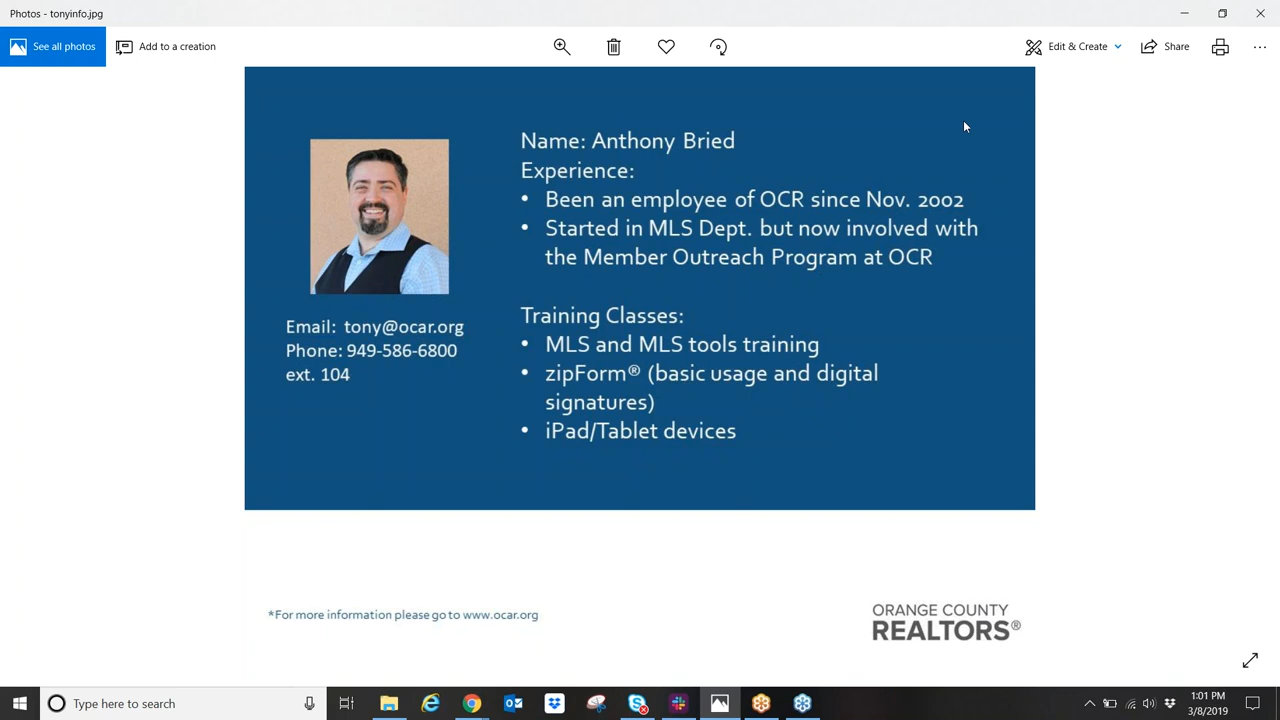 Photos - tonyinfo.jpg
See all photos
Add to a creation
Edit & Create
Share
Name: Anthony Bried
Experience:
• Been an employee of OCR since Nov. 2002
• Started in MLS Dept. but now involved with
the Member Outreach Program at OCR
Training Classes:
• MLS and MLS tools training
• zipForm® (basic usage and digital
signatures)
• iPad/Tablet devices
Email: tony@ocar.org
Phone: 949-586-6800
ext. 104
*For more information please go to www.ocar.org
ORANGE COUNTY
REALTORS®
Type here to search
1:01 PM
3/8/2019